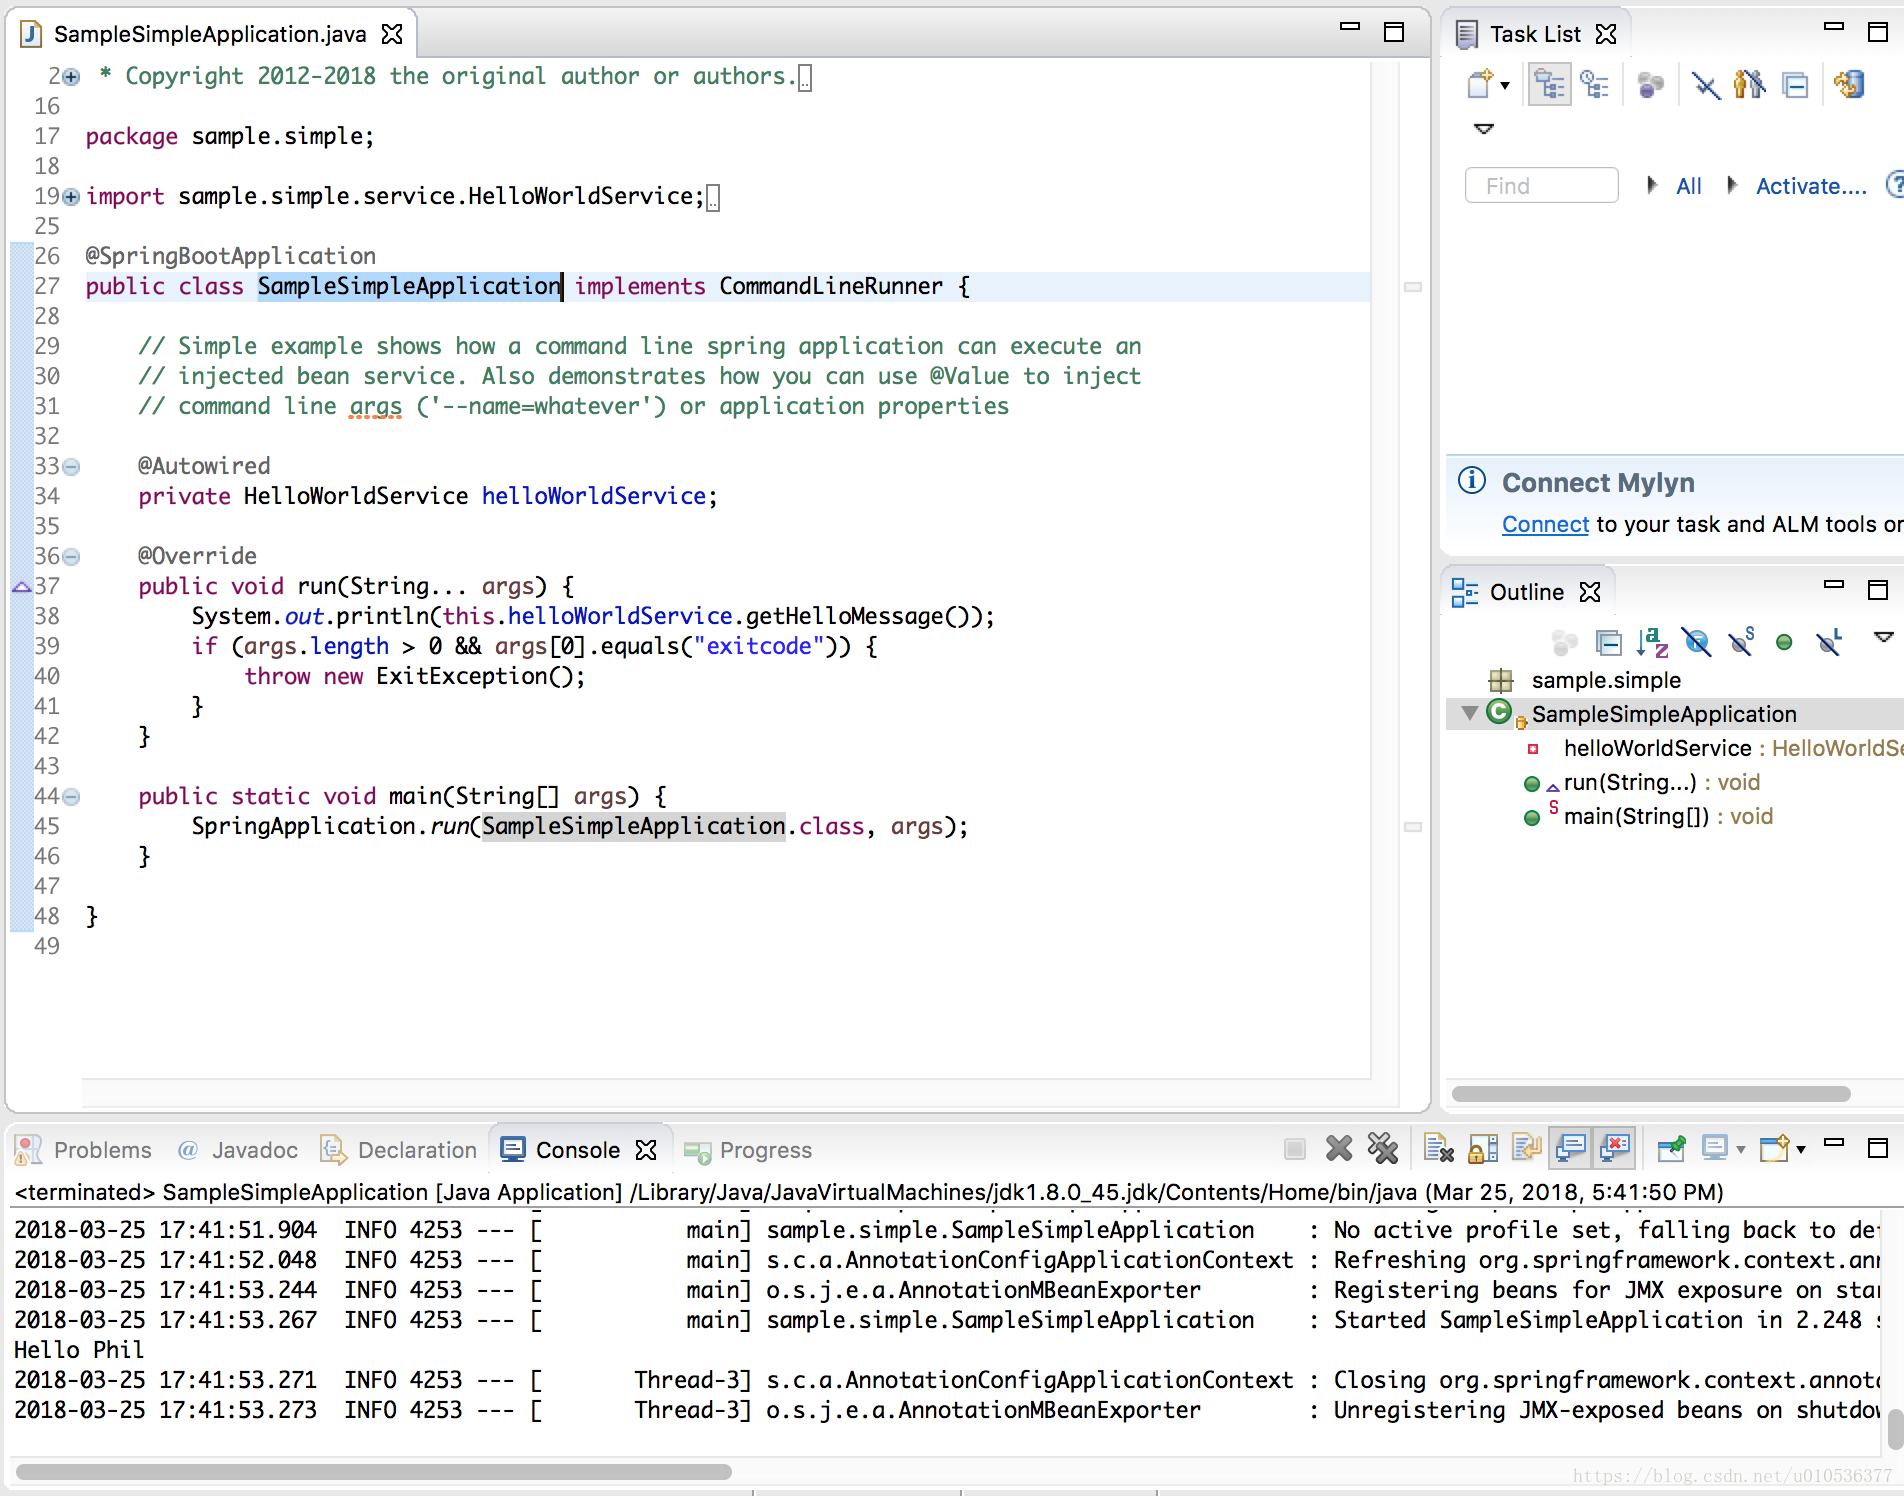 SampleSimpleApplication.java
2 * Copyright 2012-2018 the original author or authors.
16
17 package sample.simple;
18
19 import sample.simple.service.HelloWorldService;
25
26 @SpringBootApplication
27 public class SampleSimpleApplication implements CommandLineRunner {
28
29 // Simple example shows how a command line spring application can execute an
30 // injected bean service. Also demonstrates how you can use @Value to inject
31 // command line args ('--name=whatever') or application properties
32
33 @Autowired
34 private HelloWorldService helloWorldService;
35
36 @Override
37 public void run(String... args) {
38 System.out.println(this.helloWorldService.getHelloMessage());
39 if (args.length > 0 && args[0].equals("exitcode")) {
40 throw new ExitException();
41 }
42 }
43
44 public static void main(String[] args) {
45 SpringApplication.run(SampleSimpleApplication.class, args);
46 }
47
48 }
49
Task List
Find All Activate....
Connect Mylyn
Connect to your task and ALM tools or
Outline
sample.simple
SampleSimpleApplication
helloWorldService : HelloWorldSe
run(String...) : void
main(String[]) : void
Problems @ Javadoc Declaration Console Progress
<terminated> SampleSimpleApplication [Java Application] /Library/Java/JavaVirtualMachines/jdk1.8.0_45.jdk/Contents/Home/bin/java (Mar 25, 2018, 5:41:50 PM)
2018-03-25 17:41:51.904 INFO 4253 --- [ main] sample.simple.SampleSimpleApplication : No active profile set, falling back to def
2018-03-25 17:41:52.048 INFO 4253 --- [ main] s.c.a.AnnotationConfigApplicationContext : Refreshing org.springframework.context.ann
2018-03-25 17:41:53.244 INFO 4253 --- [ main] o.s.j.e.a.AnnotationMBeanExporter : Registering beans for JMX exposure on star
2018-03-25 17:41:53.267 INFO 4253 --- [ main] sample.simple.SampleSimpleApplication : Started SampleSimpleApplication in 2.248 s
Hello Phil
2018-03-25 17:41:53.271 INFO 4253 --- [ Thread-3] s.c.a.AnnotationConfigApplicationContext : Closing org.springframework.context.annota
2018-03-25 17:41:53.273 INFO 4253 --- [ Thread-3] o.s.j.e.a.AnnotationMBeanExporter : Unregistering JMX-exposed beans on shutdow
https://blog.csdn.net/u010536377